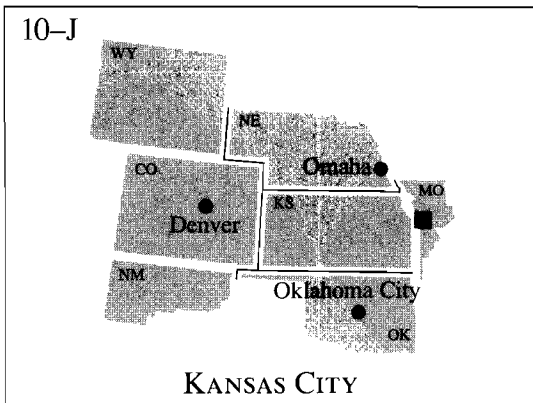 10–J
WY
NE
Omaha
CO
MO
KS
Denver
NM
Oklahoma City
OK
KANSAS CITY